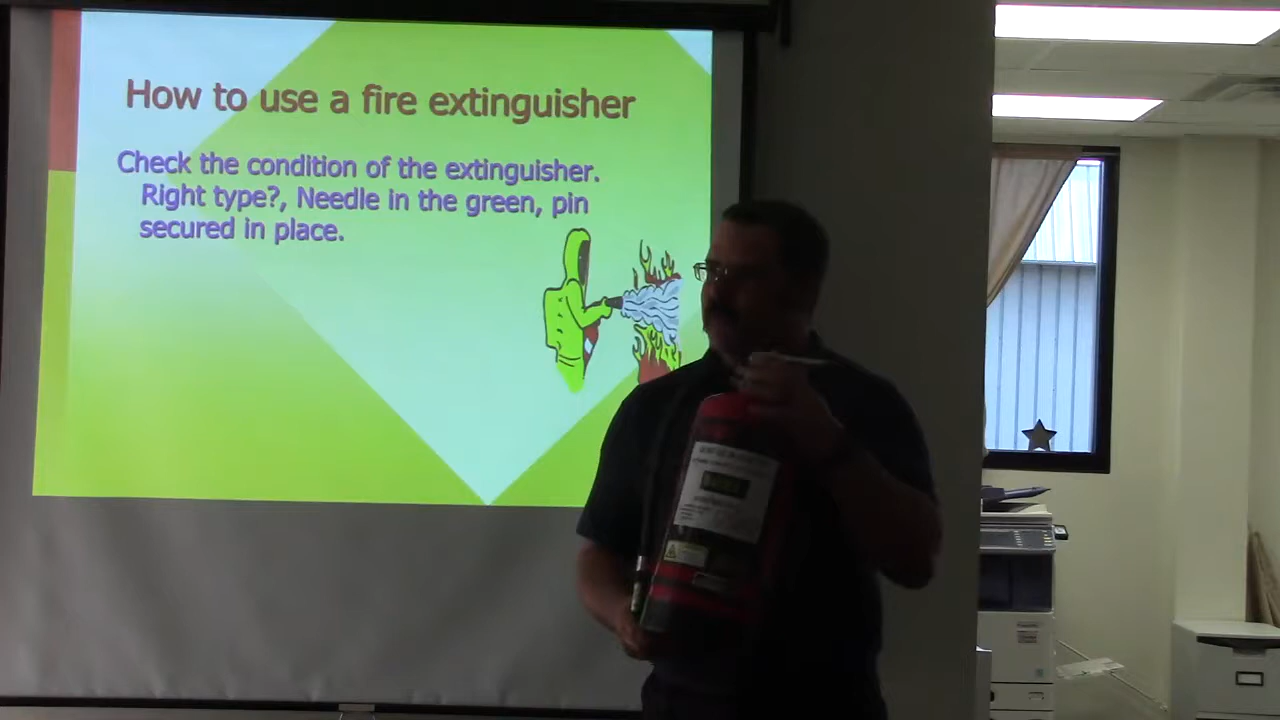 How to use a fire extinguisher
Check the condition of the extinguisher.
Right type?, Needle in the green, pin
secured in place.